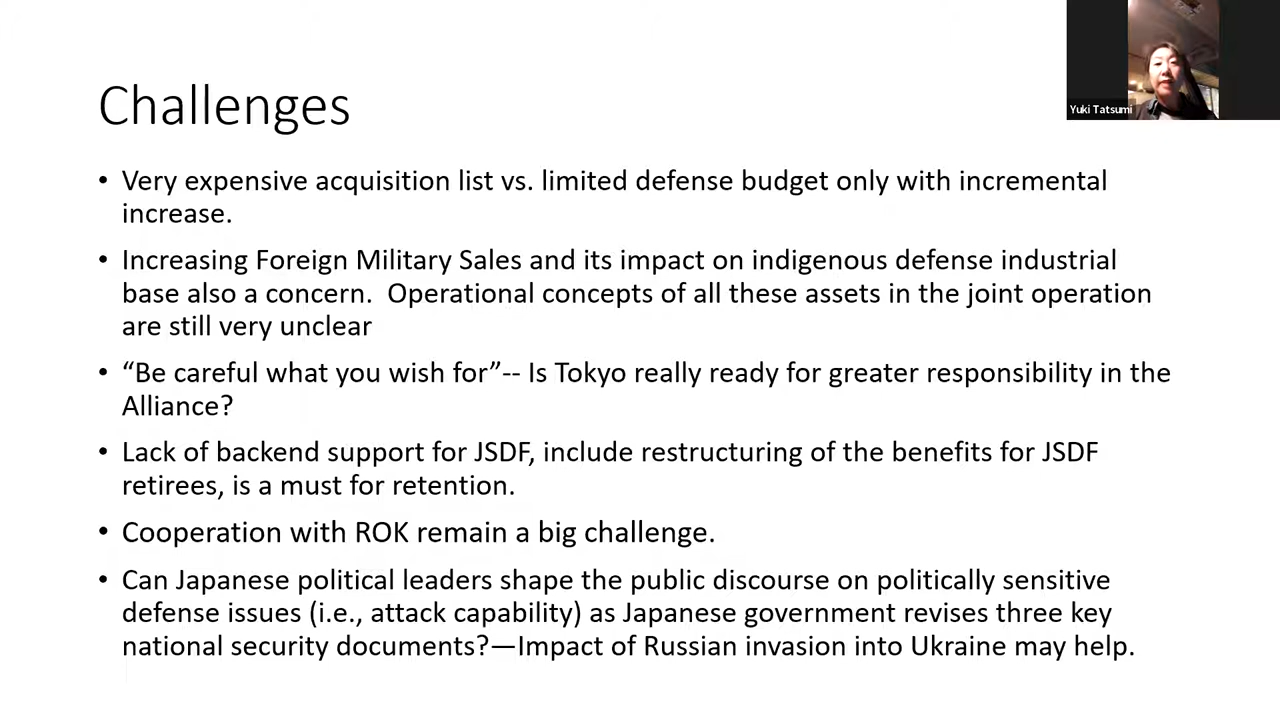 Challenges
Yuki Tatsumi
• Very expensive acquisition list vs. limited defense budget only with incremental
increase.
• Increasing Foreign Military Sales and its impact on indigenous defense industrial
base also a concern.  Operational concepts of all these assets in the joint operation
are still very unclear
• “Be careful what you wish for”-- Is Tokyo really ready for greater responsibility in the
Alliance?
• Lack of backend support for JSDF, include restructuring of the benefits for JSDF
retirees, is a must for retention.
• Cooperation with ROK remain a big challenge.
• Can Japanese political leaders shape the public discourse on politically sensitive
defense issues (i.e., attack capability) as Japanese government revises three key
national security documents?—Impact of Russian invasion into Ukraine may help.